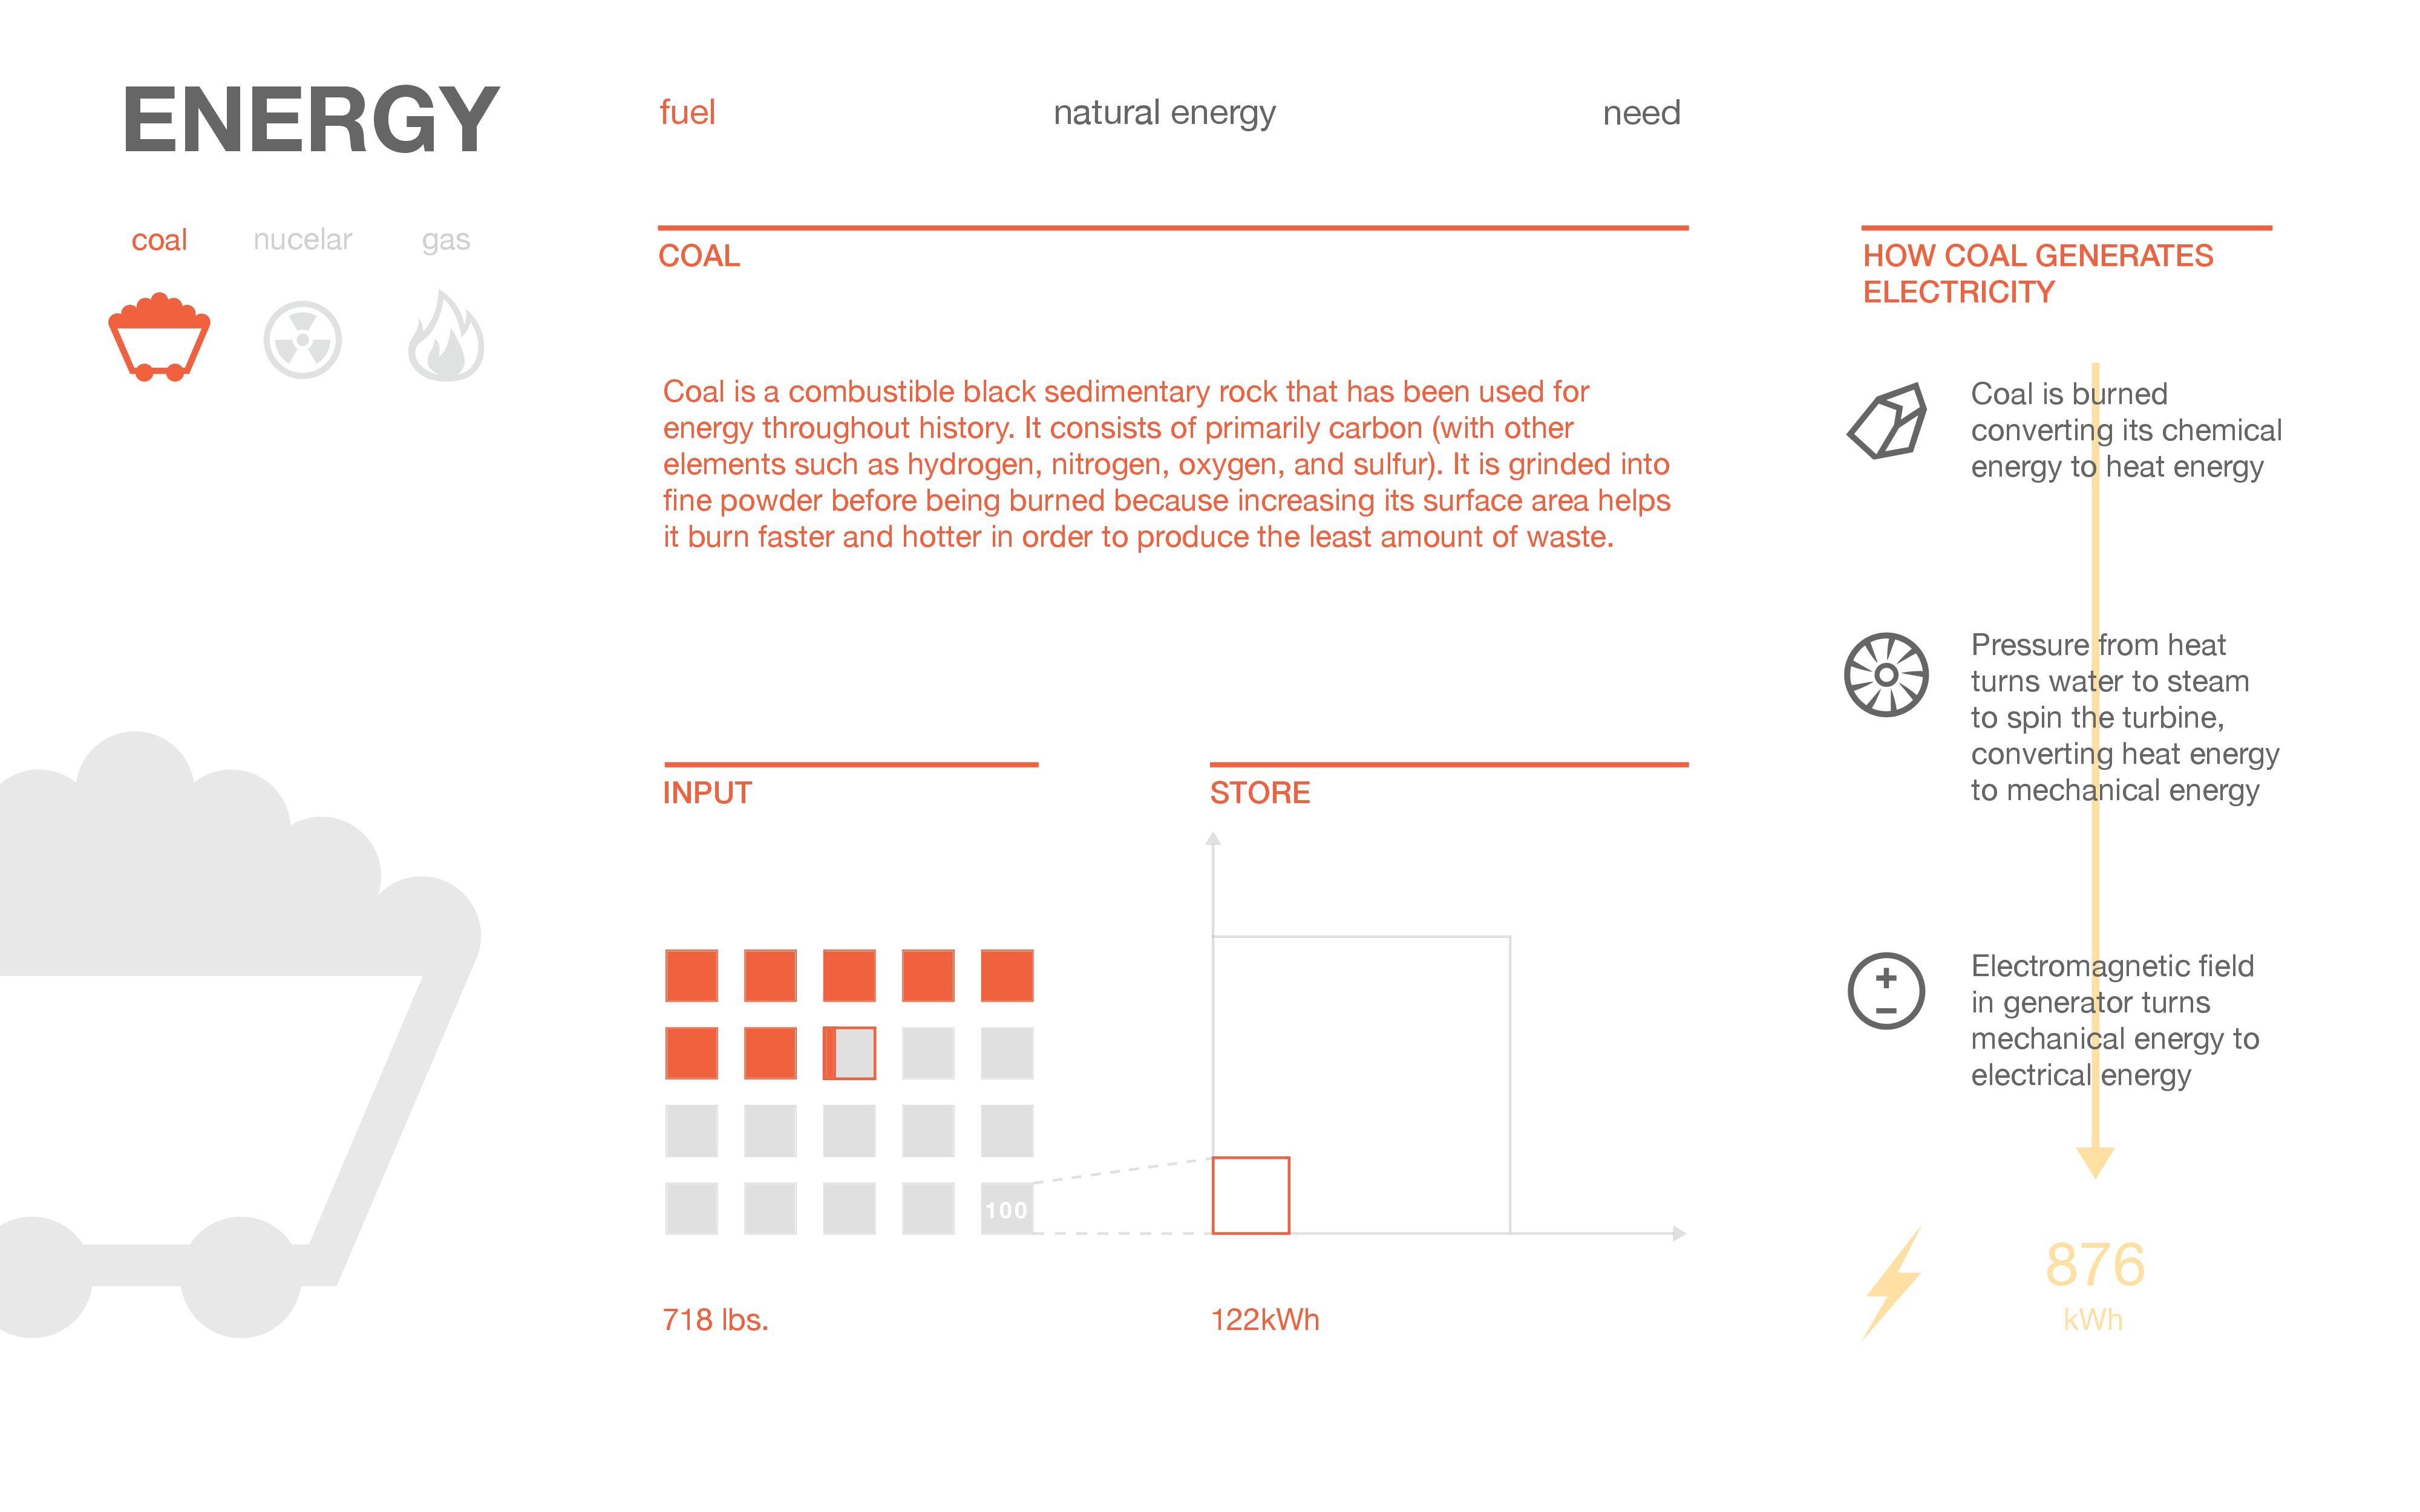 ENERGY
fuel
natural energy
need
coal
nucelar
gas
COAL
Coal is a combustible black sedimentary rock that has been used for
energy throughout history. It consists of primarily carbon (with other
elements such as hydrogen, nitrogen, oxygen, and sulfur). It is grinded into
fine powder before being burned because increasing its surface area helps
it burn faster and hotter in order to produce the least amount of waste.
INPUT
100
718 lbs.
STORE
122kWh
HOW COAL GENERATES
ELECTRICITY
Coal is burned
converting its chemical
energy to heat energy
Pressure from heat
turns water to steam
to spin the turbine,
converting heat energy
to mechanical energy
Electromagnetic field
in generator turns
mechanical energy to
electrical energy
876
kWh